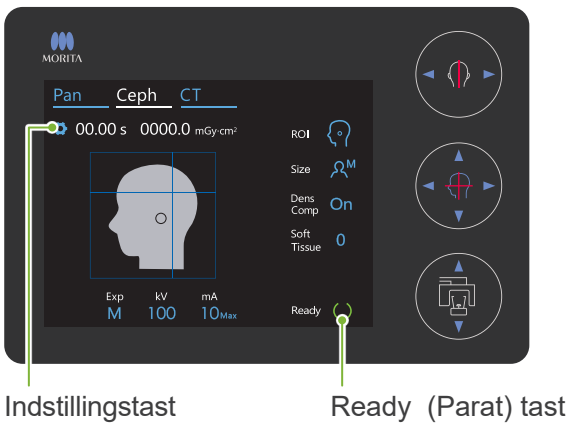 MORITA
Pan Ceph CT
00.00 s 0000.0 mGy·cm²
ROI
Size M
Dens
Comp On
Soft
Tissue 0
Exp kV mA
M 100 10Max
Ready
Indstillingstast Ready (Parat) tast